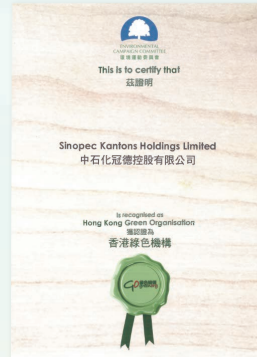 ENVIRONMENTAL
CAMPAIGN COMMITTEE
環境運動委員會
This is to certify that
茲證明
Sinopec Kantons Holdings Limited
中石化冠德控股有限公司
is recognised as
Hong Kong Green Organisation
獲認證為
香港綠色機構